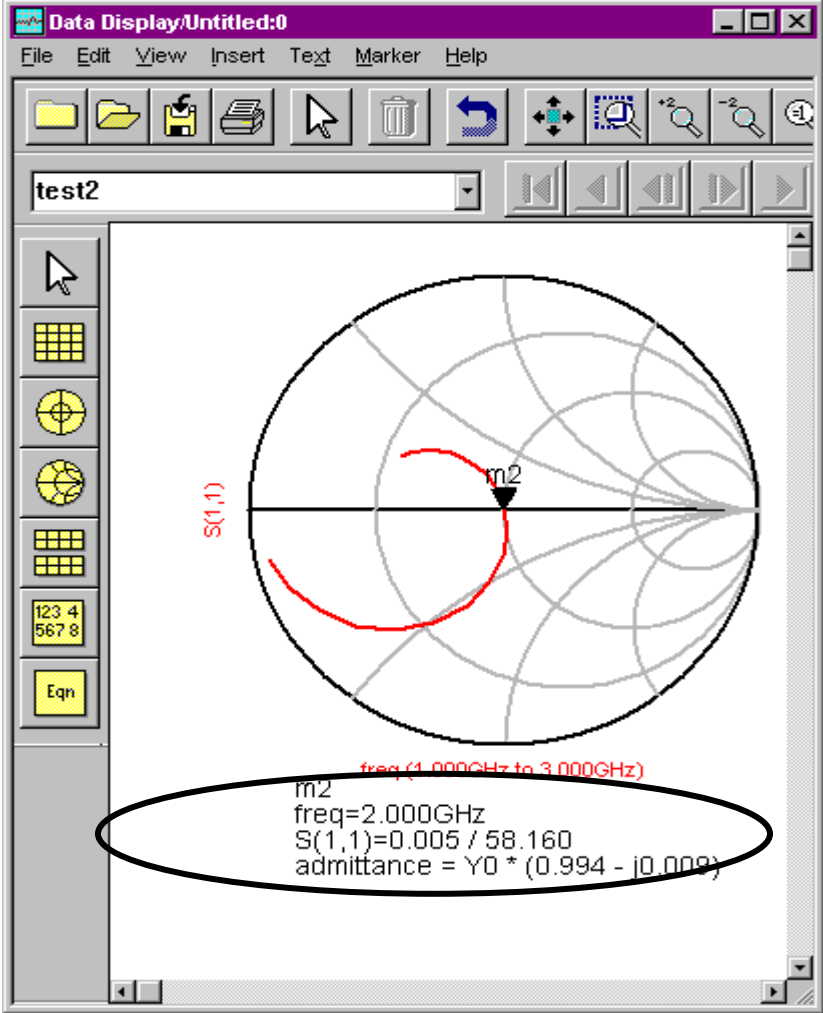 Data Display/Untitled:0
File Edit View Insert Text Marker Help
+2 -2
test2
m2
S(1,1)
123 4
567 8
Eqn
freq (1.000GHz to 3.000GHz)
m2
freq=2.000GHz
S(1,1)=0.005 / 58.160
admittance = Y0 * (0.994 - j0.009)